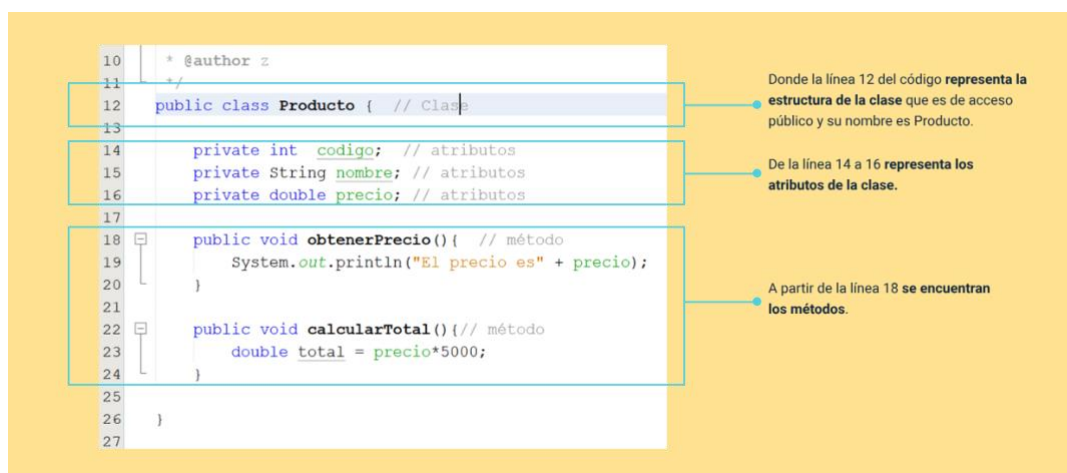 10 * @author z
11 */
12 public class Producto { // Clase
13
14 private int codigo; // atributos
15 private String nombre; // atributos
16 private double precio; // atributos
17
18 public void obtenerPrecio(){ // método
19 System.out.println("El precio es" + precio);
20 }
21
22 public void calcularTotal(){// método
23 double total = precio*5000;
24 }
25
26 }
27
Donde la línea 12 del código representa la
estructura de la clase que es de acceso
público y su nombre es Producto.
De la línea 14 a 16 representa los
atributos de la clase.
A partir de la línea 18 se encuentran
los métodos.